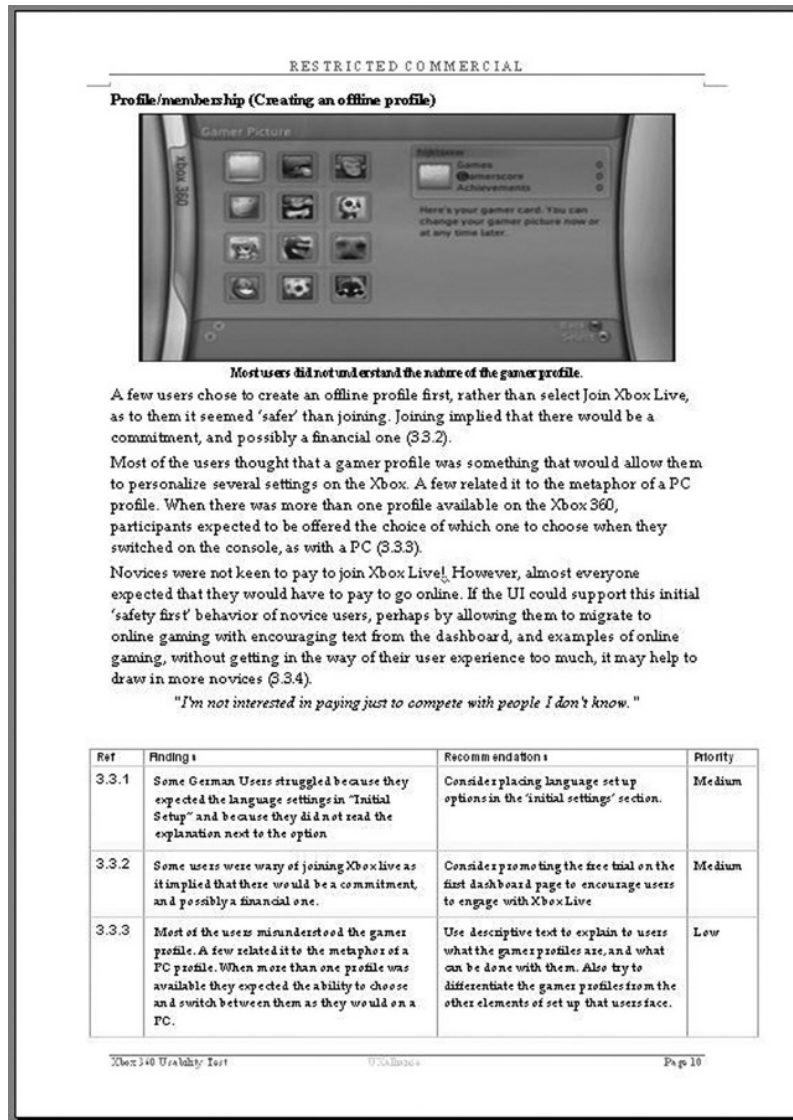 RESTRICTED COMMERCIAL
Profile/membership (Creating an offline profile)
Gamer Picture
xbox 360
Games 0
Gamerscore 0
Achievements 0
Here's your gamer card. You can
change your gamer picture now or
at any time later.
Back
Select
Most users did not understand the nature of the gamer profile.
A few users chose to create an offline profile first, rather than select Join Xbox Live,
as to them it seemed ‘safer’ than joining. Joining implied that there would be a
commitment, and possibly a financial one (3.3.2).
Most of the users thought that a gamer profile was something that would allow them
to personalize several settings on the Xbox. A few related it to the metaphor of a PC
profile. When there was more than one profile available on the Xbox 360,
participants expected to be offered the choice of which one to choose when they
switched on the console, as with a PC (3.3.3).
Novices were not keen to pay to join Xbox Live!. However, almost everyone
expected that they would have to pay to go online. If the UI could support this initial
‘safety first’ behavior of novice users, perhaps by allowing them to migrate to
online gaming with encouraging text from the dashboard, and examples of online
gaming, without getting in the way of their user experience too much, it may help to
draw in more novices (3.3.4).
"I'm not interested in paying just to compete with people I don't know."
Ref Findings Recommendations Priority
3.3.1 Some German Users struggled because they Consider placing language set up Medium
expected the language settings in "Initial options in the 'initial settings' section.
Setup" and because they did not read the
explanation next to the option
3.3.2 Some users were wary of joining Xbox live as Consider promoting the free trial on the Medium
it implied that there would be a commitment, first dashboard page to encourage users
and possibly a financial one. to engage with Xbox Live
3.3.3 Most of the users misunderstood the gamer Use descriptive text to explain to users Low
profile. A few related it to the metaphor of a what the gamer profiles are, and what
PC profile. When more than one profile was can be done with them. Also try to
available they expected the ability to choose differentiate the gamer profiles from the
and switch between them as they would on a other elements of set up that users face.
PC.
Xbox 360 Usability Test UXalliance Page 10